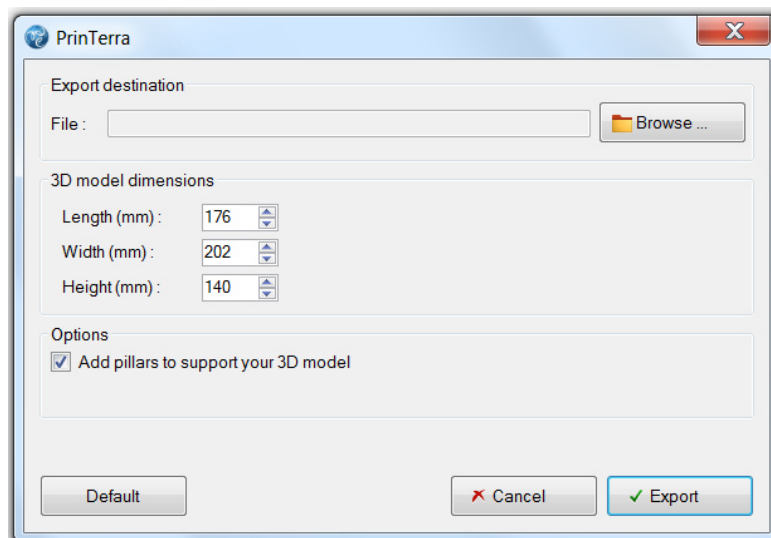 PrinTerra
Export destination
File :
Browse ...
3D model dimensions
Length (mm) :
176
Width (mm) :
202
Height (mm) :
140
Options
Add pillars to support your 3D model
Default
Cancel
Export